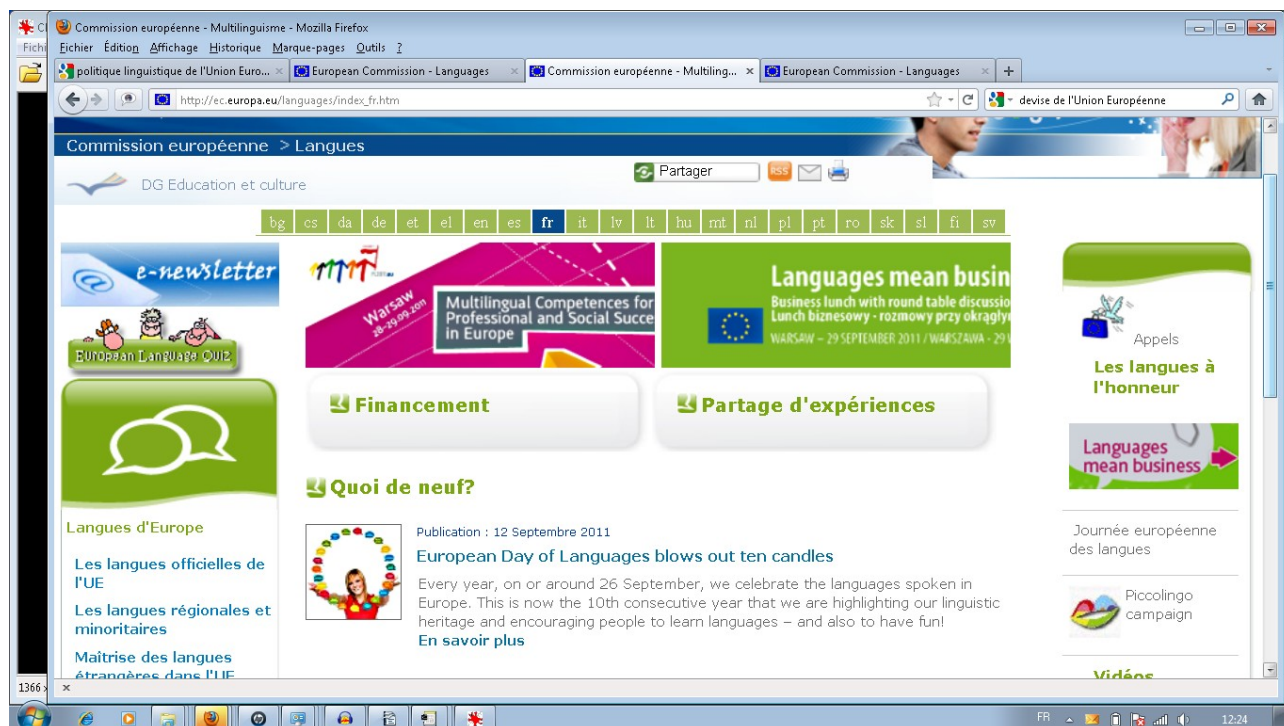 Commission européenne - Multilinguisme - Mozilla Firefox
Fichi
Fichier Édition Affichage Historique Marque-pages Outils ?
politique linguistique de l'Union Euro... European Commission - Languages Commission européenne - Multiling... European Commission - Languages
http://ec.europa.eu/languages/index_fr.htm devise de l'Union Européenne
Commission européenne > Langues
DG Education et culture
Partager RSS
bg cs da de et el en es fr it lv lt hu mt nl pl pt ro sk sl fi sv
e-newsletter
European Language Quiz
Warsaw
28-29.09.2011
Multilingual Competences for
Professional and Social Succe
in Europe
Languages mean busin
Business lunch with round table discussio
Lunch biznesowy - rozmowy przy okrągły
WARSAW – 29 SEPTEMBER 2011 / WARSZAWA - 29
Appels
Les langues à
l'honneur
Financement
Partage d'expériences
Languages
mean business
Quoi de neuf?
Langues d'Europe
Les langues officielles de
l'UE
Les langues régionales et
minoritaires
Maîtrise des langues
étrangères dans l'UE
Publication : 12 Septembre 2011
European Day of Languages blows out ten candles
Every year, on or around 26 September, we celebrate the languages spoken in
Europe. This is now the 10th consecutive year that we are highlighting our linguistic
heritage and encouraging people to learn languages – and also to have fun!
En savoir plus
Journée européenne
des langues
Piccolingo
campaign
Vidéos
1366
FR 12:24